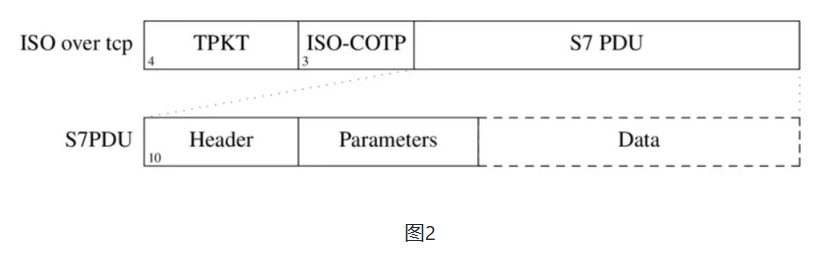 ISO over tcp TPKT ISO-COTP S7 PDU
4 3
S7PDU Header Parameters Data
10
图2